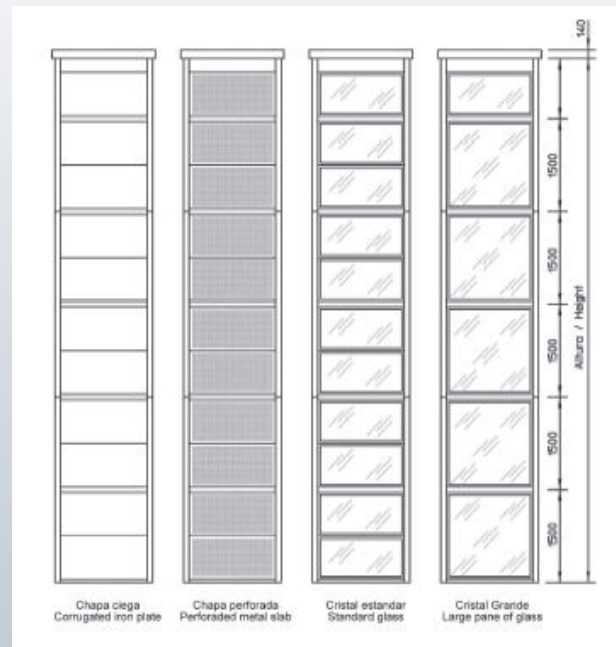 140
1500
1500
1500
1500
1500
Altura / Height
Chapa ciega
Corrugated iron plate
Chapa perforada
Perforaded metal slab
Cristal estandar
Standard glass
Cristal Grande
Large pane of glass